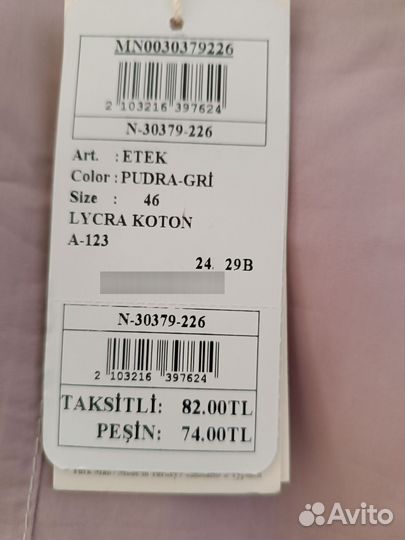 MN0030379226
2 103216 397624
N-30379-226
Art. : ETEK
Color : PUDRA-GRİ
Size : 46
LYCRA KOTON
A-123
24. 29B
N-30379-226
2 103216 397624
TAKSİTLİ: 82.00TL
PEŞİN: 74.00TL
Avito